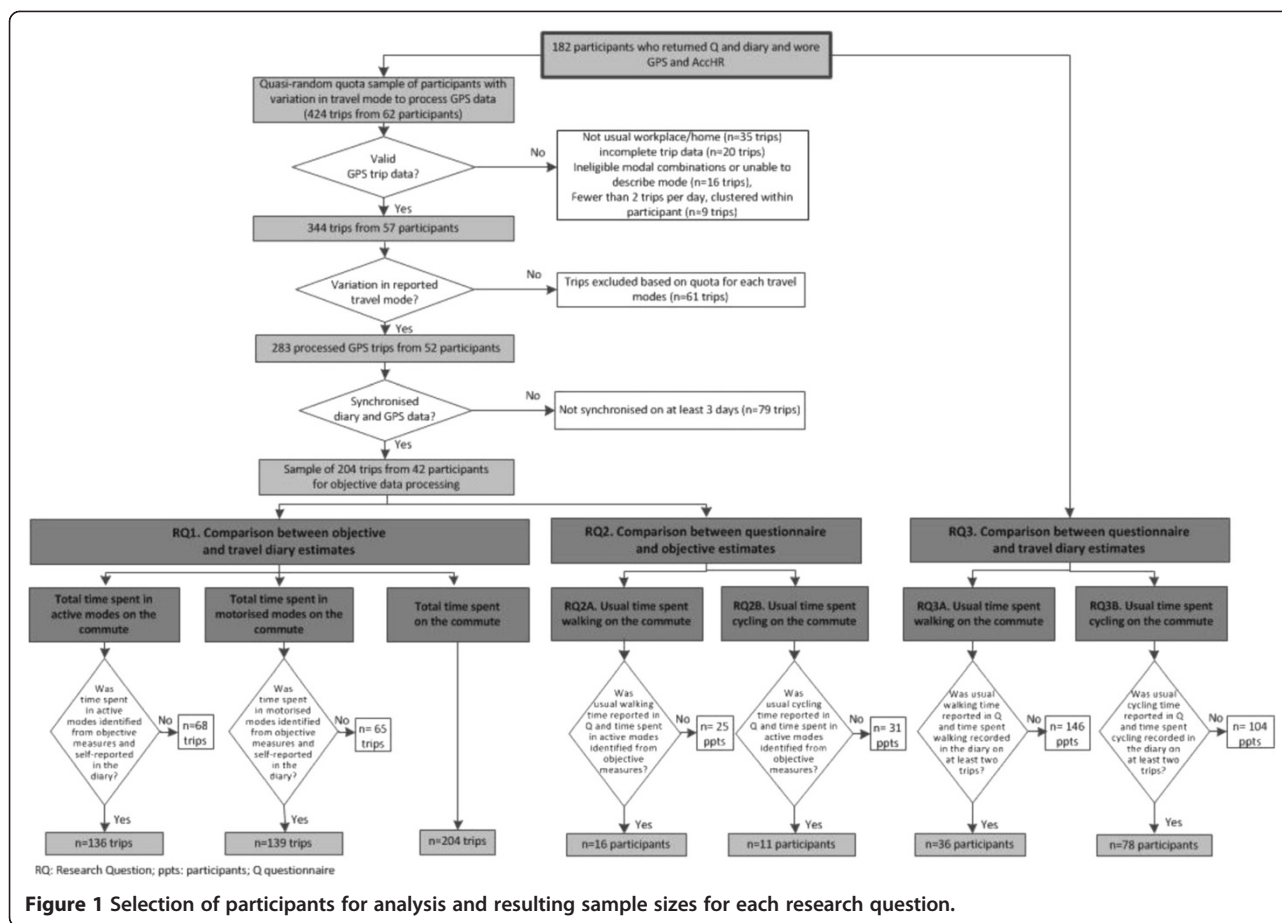 182 participants who returned Q and diary and wore
GPS and AccHR
Quasi-random quota sample of participants with
variation in travel mode to process GPS data
(424 trips from 62 participants)
Valid
GPS trip data?
No
Not usual workplace/home (n=35 trips)
incomplete trip data (n=20 trips)
Ineligible modal combinations or unable to
describe mode (n=16 trips),
Fewer than 2 trips per day, clustered within
participant (n=9 trips)
Yes
344 trips from 57 participants
Variation in reported
travel mode?
No
Trips excluded based on quota for each travel
modes (n=61 trips)
Yes
283 processed GPS trips from 52 participants
Synchronised
diary and GPS data?
No
Not synchronised on at least 3 days (n=79 trips)
Yes
Sample of 204 trips from 42 participants
for objective data processing
RQ1. Comparison between objective
and travel diary estimates
RQ2. Comparison between questionnaire
and objective estimates
RQ3. Comparison between questionnaire
and travel diary estimates
Total time spent in
active modes on the
commute
Total time spent in
motorised modes on the
commute
Total time spent
on the commute
RQ2A. Usual time spent
walking on the commute
RQ2B. Usual time spent
cycling on the commute
RQ3A. Usual time spent
walking on the commute
RQ3B. Usual time spent
cycling on the commute
Was
time spent
in active
modes identified
from objective
measures and
self-reported
in the
diary?
No
n=68
trips
Yes
n=136 trips
Was
time spent
in motorised
modes identified
from objective
measures and
self-reported
in the
diary?
No
n= 65
trips
Yes
n=139 trips
n=204 trips
Was
usual walking
time reported in
Q and time spent
in active modes
identified from
objective
measures?
No
n= 25
ppts
Yes
n=16 participants
Was
usual cycling
time reported in
Q and time spent
in active modes
identified from
objective
measures?
No
n= 31
ppts
Yes
n=11 participants
Was usual
walking time
reported in Q
and time spent
walking recorded
in the diary on
at least two
trips?
No
n= 146
ppts
Yes
n=36 participants
Was usual
cycling time
reported in Q
and time spent
cycling recorded
in the diary on
at least two
trips?
No
n= 104
ppts
Yes
n=78 participants
RQ: Research Question; ppts: participants; Q questionnaire
Figure 1 Selection of participants for analysis and resulting sample sizes for each research question.